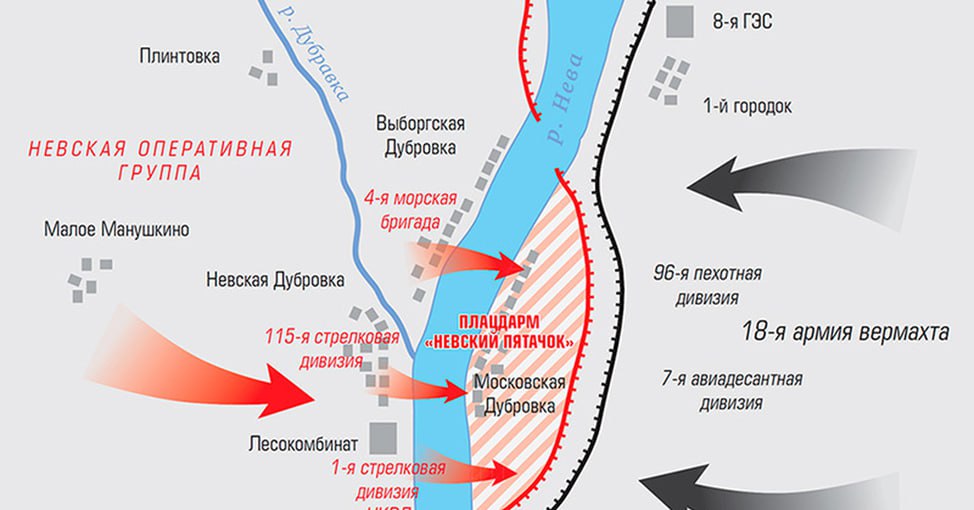 8-я ГЭС
р. Дубравка
Плинтовка
р. Нева
1-й городок
Выборгская
Дубровка
НЕВСКАЯ ОПЕРАТИВНАЯ
ГРУППА
4-я морская
бригада
Малое Манушкино
Невская Дубровка
96-я пехотная
дивизия
ПЛАЦДАРМ
«НЕВСКИЙ ПЯТАЧОК»
18-я армия вермахта
115-я стрелковая
дивизия
7-я авиадесантная
дивизия
Московская
Дубровка
Лесокомбинат
1-я стрелковая
дивизия